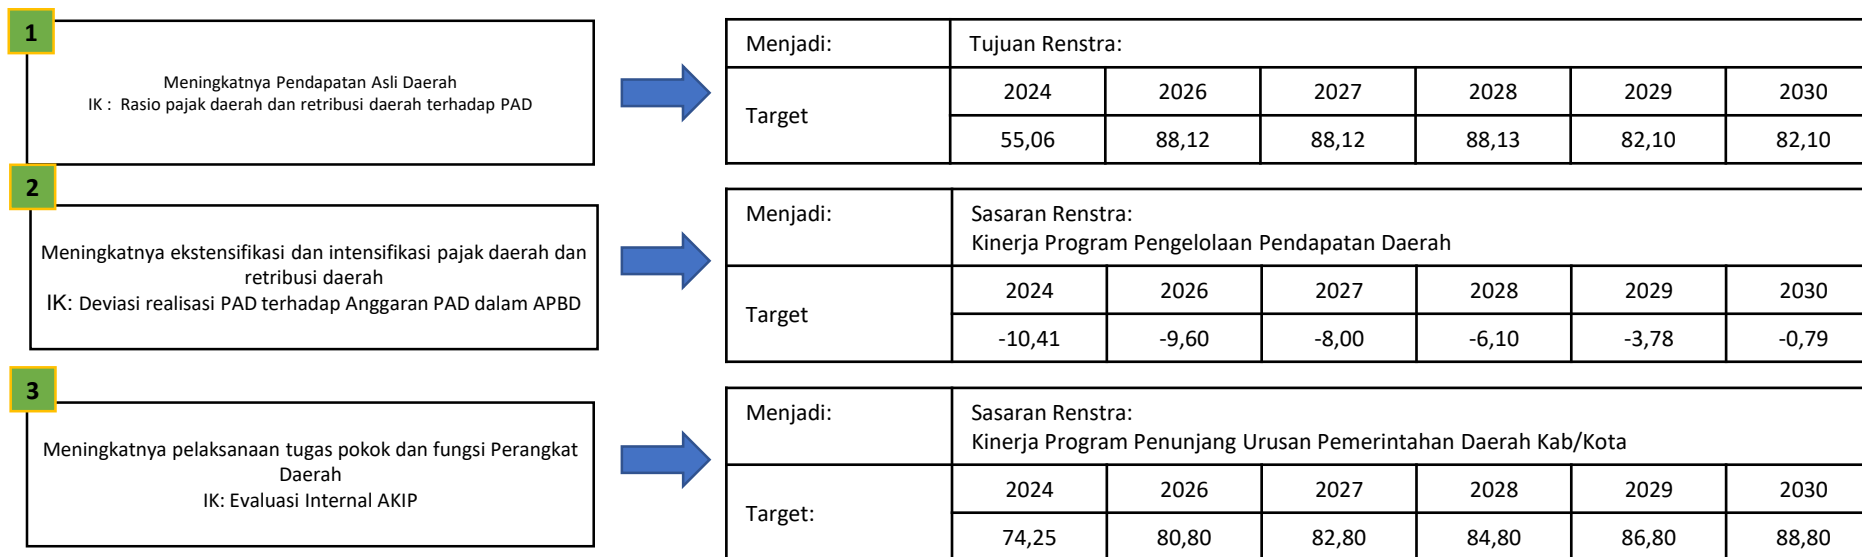 1
Meningkatnya Pendapatan Asli Daerah
IK : Rasio pajak daerah dan retribusi daerah terhadap PAD
Menjadi: Tujuan Renstra:
Target 2024 2026 2027 2028 2029 2030
55,06 88,12 88,12 88,13 82,10 82,10
2
Meningkatnya ekstensifikasi dan intensifikasi pajak daerah dan
retribusi daerah
IK: Deviasi realisasi PAD terhadap Anggaran PAD dalam APBD
Menjadi: Sasaran Renstra:
Kinerja Program Pengelolaan Pendapatan Daerah
Target 2024 2026 2027 2028 2029 2030
-10,41 -9,60 -8,00 -6,10 -3,78 -0,79
3
Meningkatnya pelaksanaan tugas pokok dan fungsi Perangkat
Daerah
IK: Evaluasi Internal AKIP
Menjadi: Sasaran Renstra:
Kinerja Program Penunjang Urusan Pemerintahan Daerah Kab/Kota
Target: 2024 2026 2027 2028 2029 2030
74,25 80,80 82,80 84,80 86,80 88,80